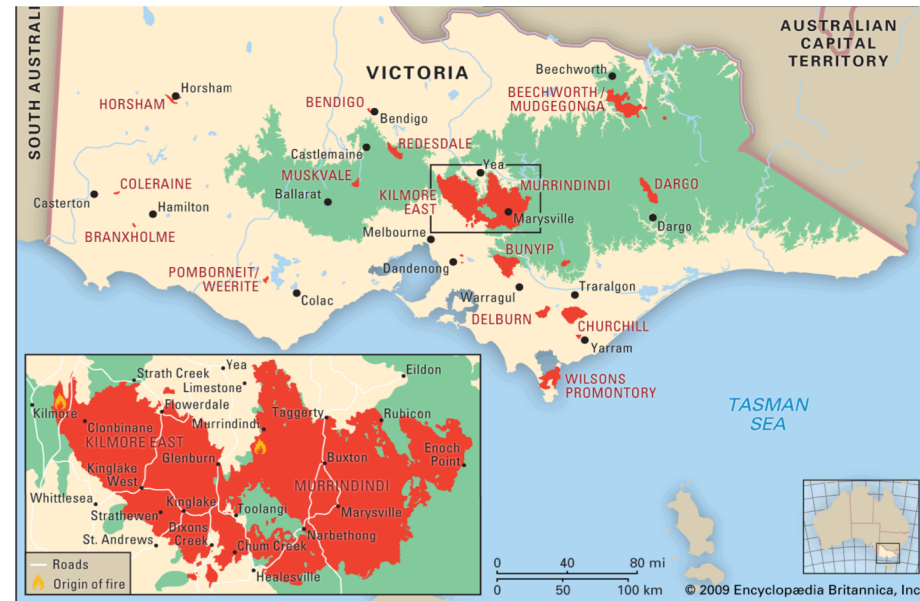 SOUTH AUSTRALI
VICTORIA
AUSTRALIAN
CAPITAL
TERRITORY
Beechworth
BEECHWORTH/
MUDGEGONGA
Horsham
HORSHAM
BENDIGO
Bendigo
REDESDALE
Castlemaine
MUSKVALE
Ballarat
Yea
KILMORE
EAST
MURRINDINDI
Marysville
DARGO
Dargo
COLERAINE
Casterton
Hamilton
BRANXHOLME
Melbourne
BUNYIP
Dandenong
POMBORNEIT/
WEERITE
Colac
Warragul
Traralgon
DELBURN
CHURCHILL
Yarram
WILSONS
PROMONTORY
TASMAN
SEA
Strath Creek
Yea
Limestone
Eildon
Kilmore
Flowerdale
Murrindindi
Taggerty
Rubicon
Clonbinane
KILMORE EAST
Glenburn
Buxton
Enoch
Point
Kinglake
West
MURRINDINDI
Whittlesea
Kinglake
Toolangi
Marysville
Strathewen
Dixons
Creek
Narbethong
St. Andrews
Chum Creek
Healesville
Roads
Origin of fire
0 40 80 mi
0 50 100 km
© 2009 Encyclopædia Britannica, Inc